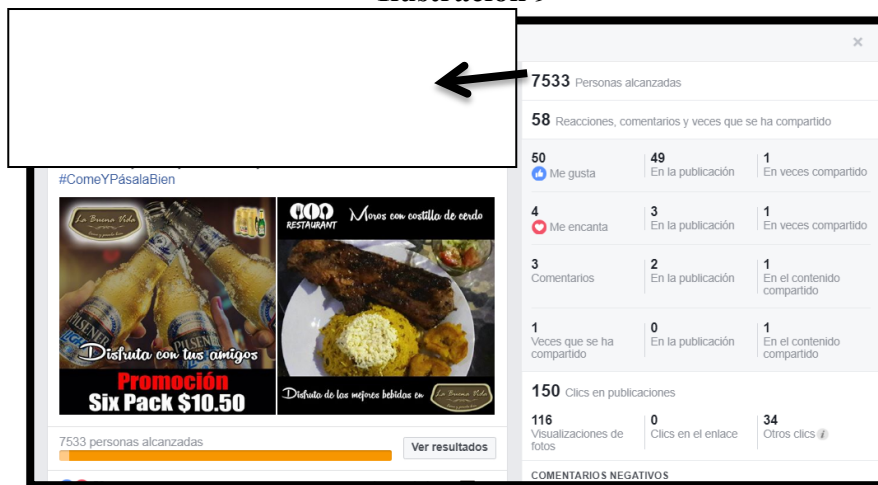 7533 Personas alcanzadas
58 Reacciones, comentarios y veces que se ha compartido
50 Me gusta
49 En la publicación
1 En veces compartido
4 Me encanta
3 En la publicación
1 En veces compartido
3 Comentarios
2 En la publicación
1 En el contenido compartido
1 Veces que se ha compartido
0 En la publicación
1 En el contenido compartido
150 Clics en publicaciones
116 Visualizaciones de fotos
0 Clics en el enlace
34 Otros clics
COMENTARIOS NEGATIVOS
#ComeYPásalaBien
La Buena Vida
PILSENER
PILSENER
Disfruta con tus amigos
Promoción
Six Pack $10.50
RESTAURANT
Moros con costilla de cerdo
Disfruta de las mejores bebidas en
La Buena Vida
7533 personas alcanzadas
Ver resultados